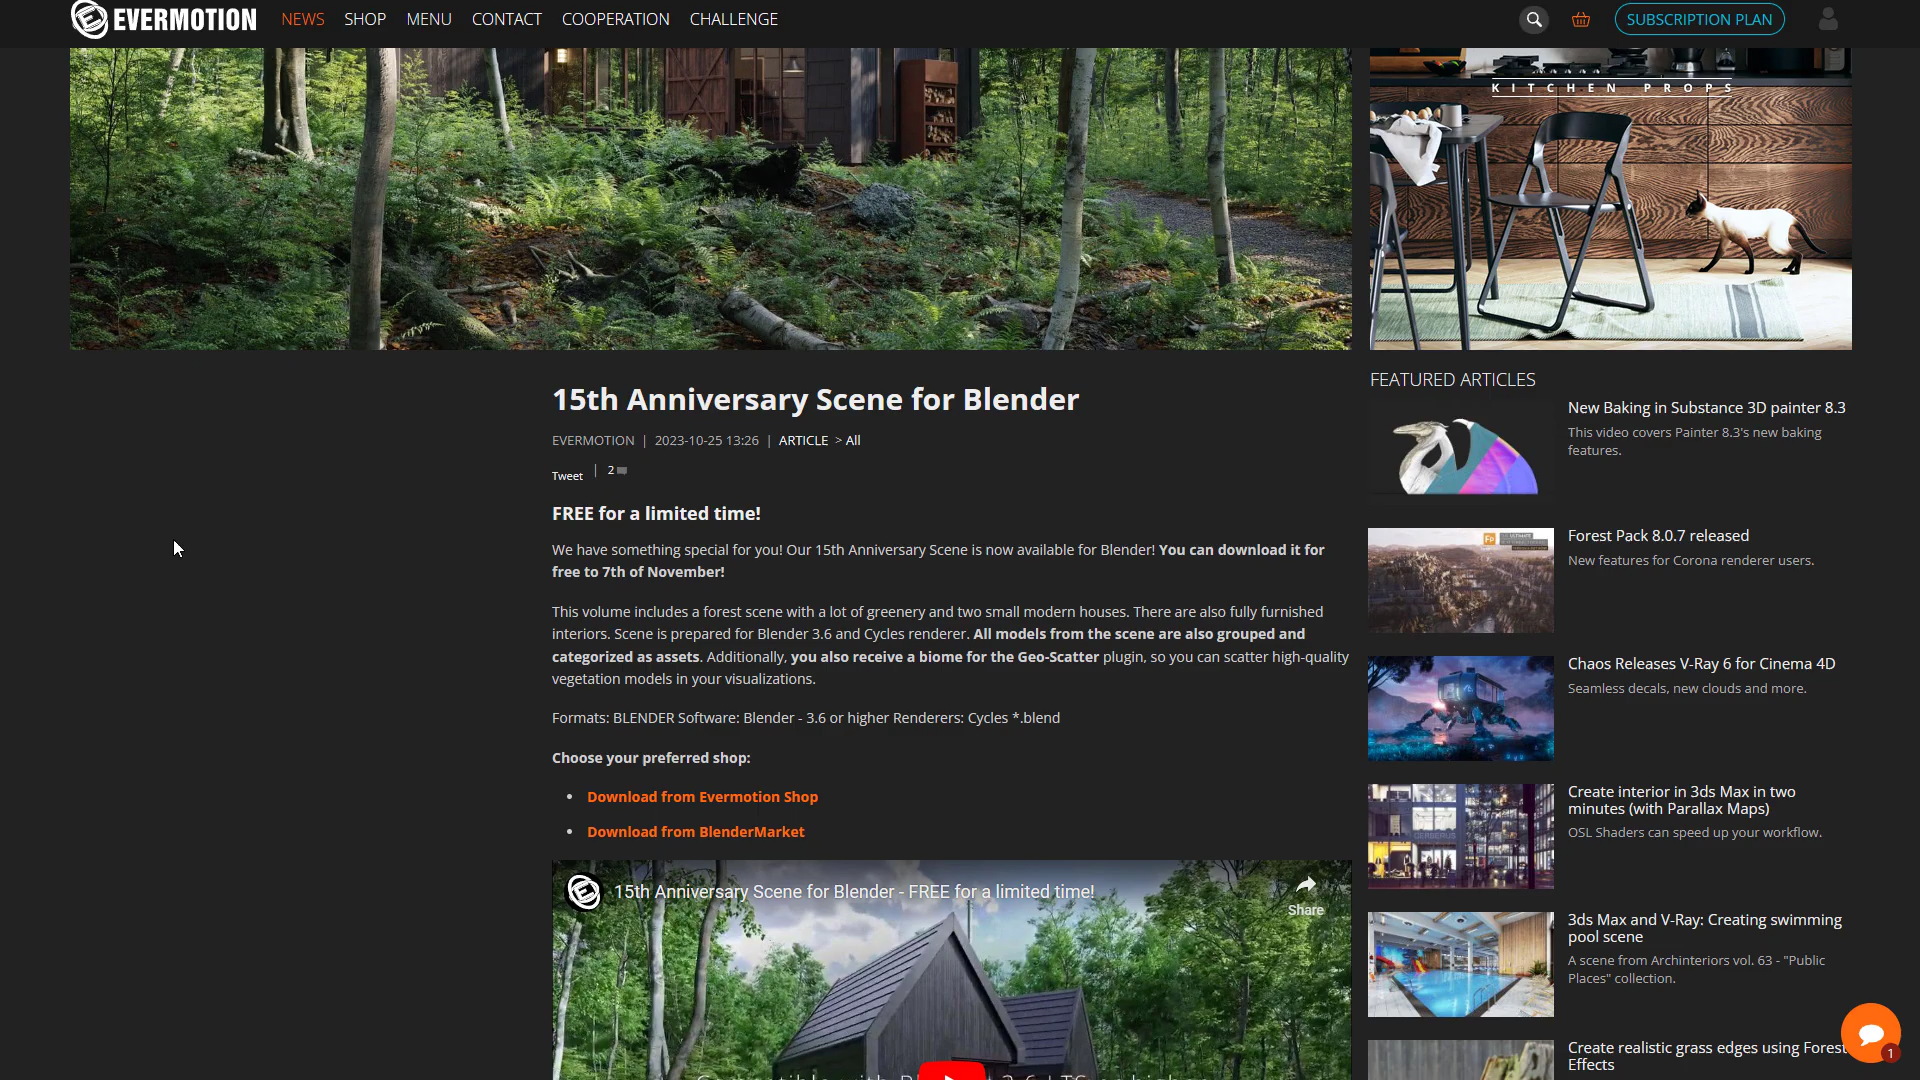 EVERMOTION NEWS SHOP MENU CONTACT COOPERATION CHALLENGE SUBSCRIPTION PLAN
KITCHEN PROPS
15th Anniversary Scene for Blender
EVERMOTION | 2023-10-25 13:26 | ARTICLE > All
Tweet | 2
FREE for a limited time!
We have something special for you! Our 15th Anniversary Scene is now available for Blender! You can download it for
free to 7th of November!
This volume includes a forest scene with a lot of greenery and two small modern houses. There are also fully furnished
interiors. Scene is prepared for Blender 3.6 and Cycles renderer. All models from the scene are also grouped and
categorized as assets. Additionally, you also receive a biome for the Geo-Scatter plugin, so you can scatter high-quality
vegetation models in your visualizations.
Formats: BLENDER Software: Blender - 3.6 or higher Renderers: Cycles *.blend
Choose your preferred shop:
• Download from Evermotion Shop
• Download from BlenderMarket
15th Anniversary Scene for Blender - FREE for a limited time!
Share
FEATURED ARTICLES
New Baking in Substance 3D painter 8.3
This video covers Painter 8.3's new baking
features.
Forest Pack 8.0.7 released
New features for Corona renderer users.
Chaos Releases V-Ray 6 for Cinema 4D
Seamless decals, new clouds and more.
Create interior in 3ds Max in two
minutes (with Parallax Maps)
OSL Shaders can speed up your workflow.
3ds Max and V-Ray: Creating swimming
pool scene
A scene from Archinteriors vol. 63 - "Public
Places" collection.
Create realistic grass edges using Forest
Effects
1